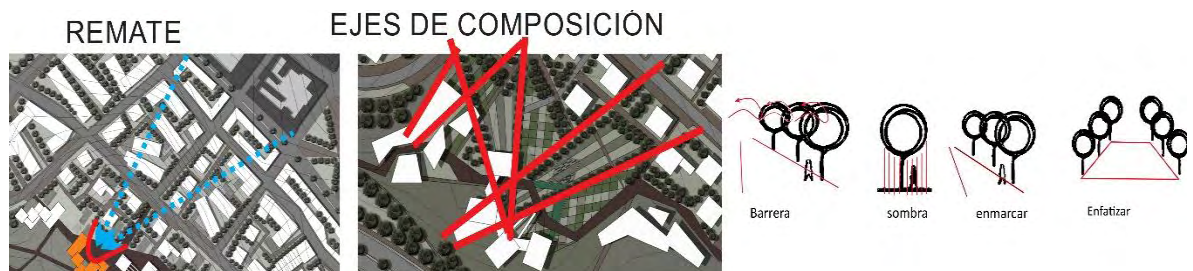 REMATE
EJES DE COMPOSICIÓN
Barrera
sombra
enmarcar
Enfatizar